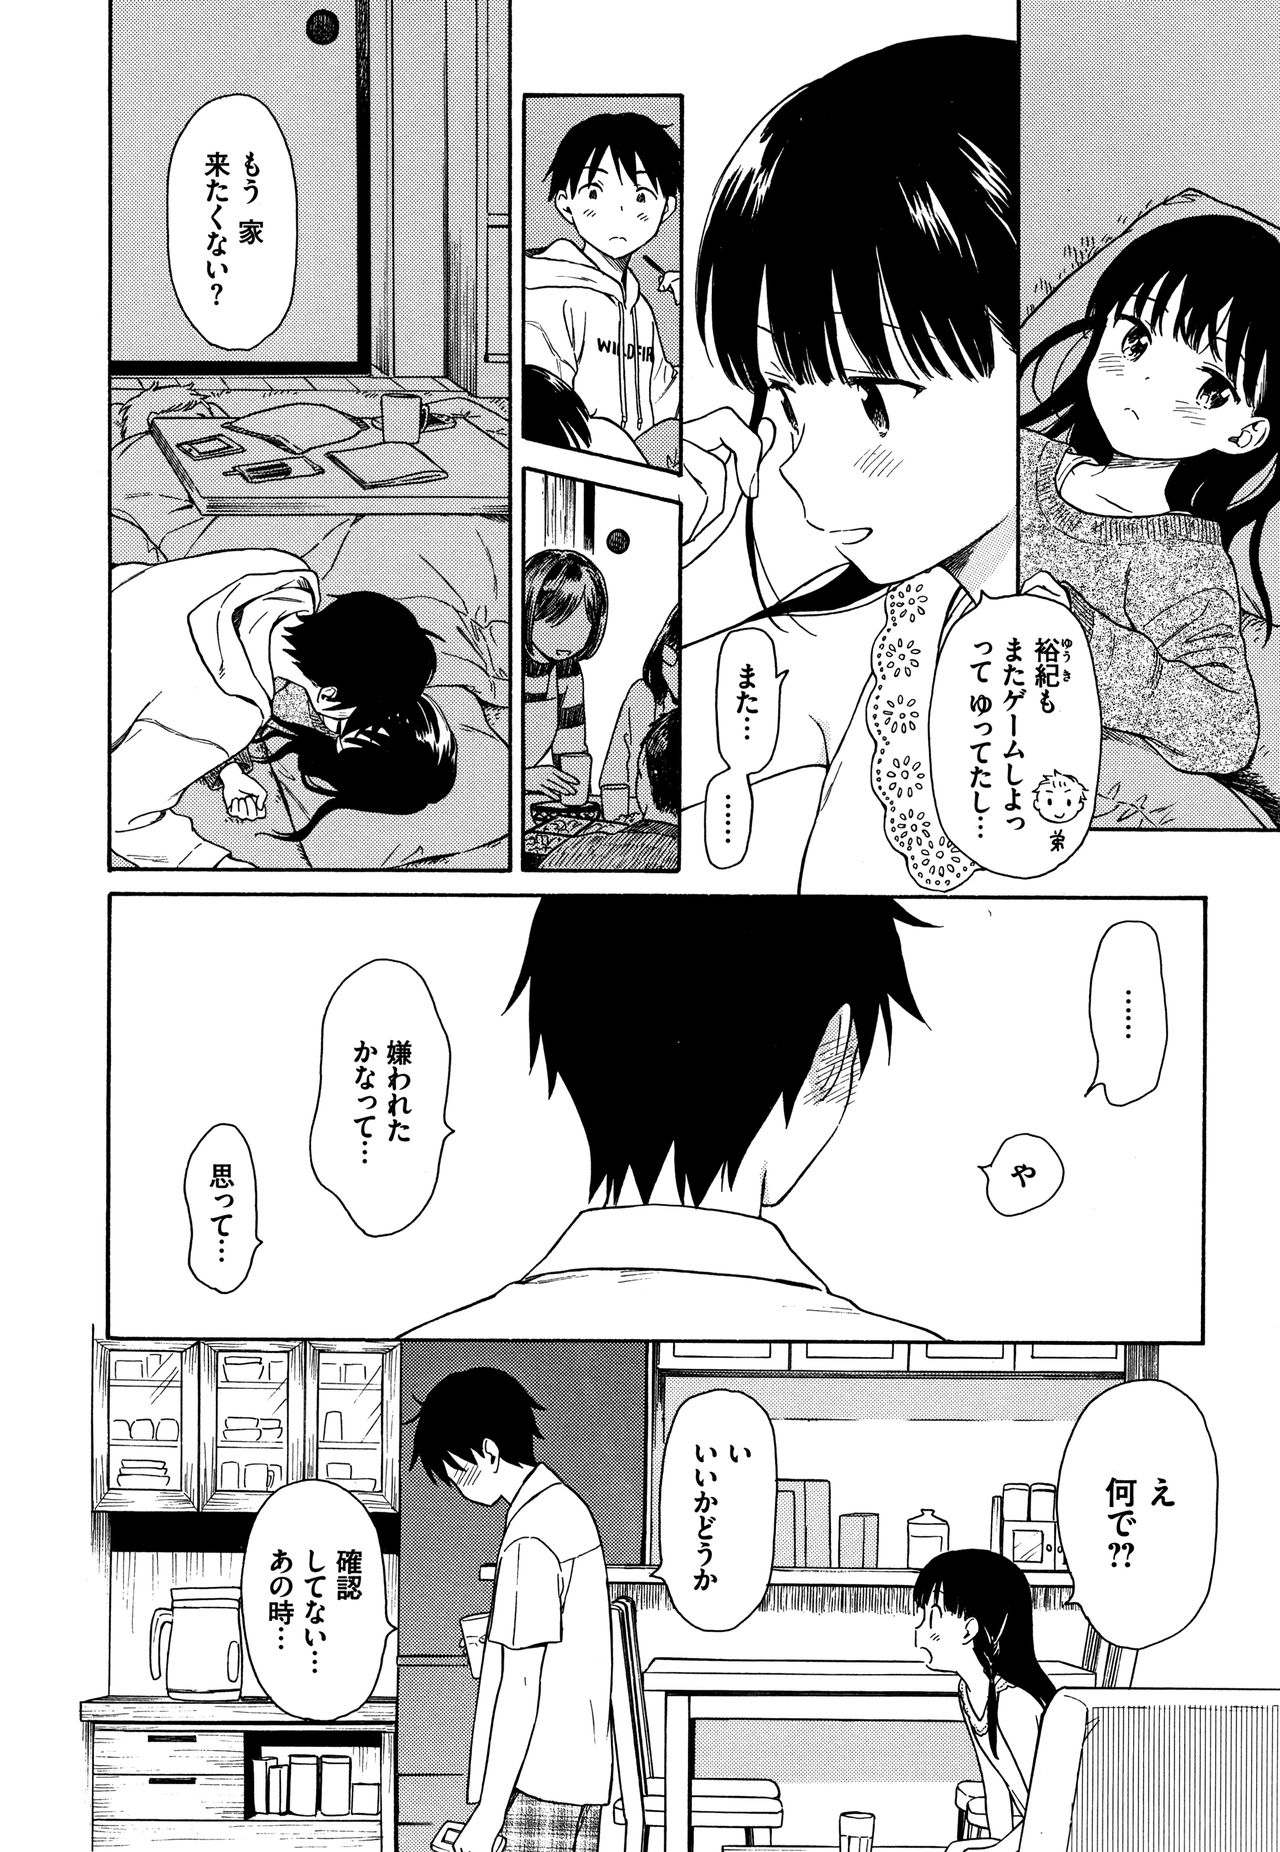 裕紀も
ゆうき
またゲームしよっ
って ゆってたし…
弟
また…
……
WILDFIR
もう 家
来たくない?
……
や
嫌われた
かなって…
思って…
え
何で??
い
いいかどうか
確認
してない…
あの時…